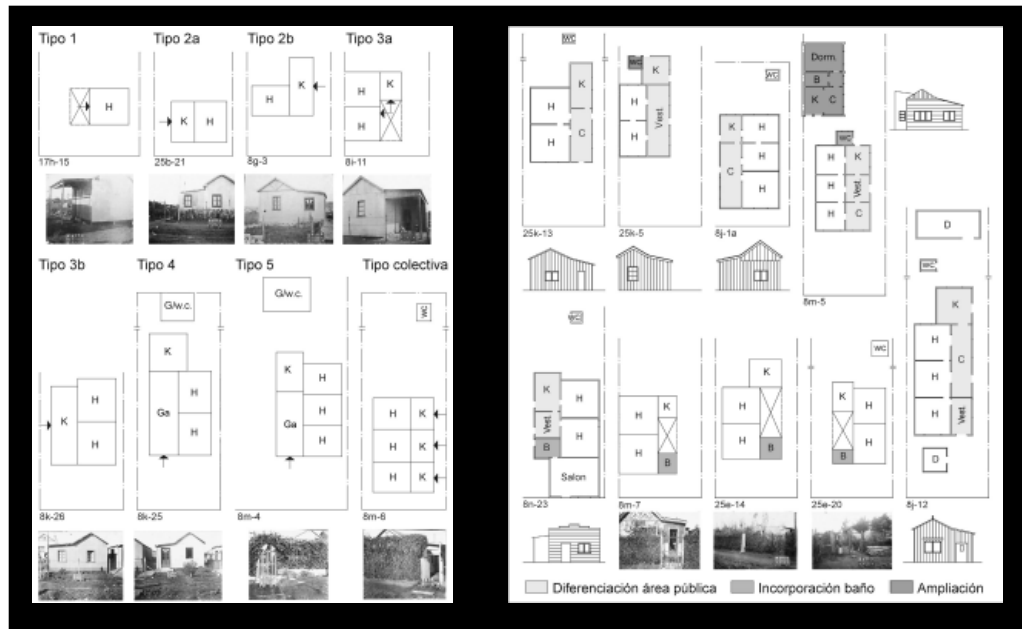 Tipo 1
Tipo 2a
Tipo 2b
Tipo 3a
H
K H
H K
H K
H
17h-15
25b-21
8g-3
8i-11
Tipo 3b
Tipo 4
Tipo 5
Tipo colectiva
G/w.c.
G/w.c.
WC
K H
H
K
Ga H
H
K H
H
Ga H
H K
H K
H K
8k-26
8k-25
8m-4
8m-6
WC
K
H
H C
25k-13
WC
K
H
H Vest.
25k-5
WC
K H
H
C
H
8j-1a
Dorm.
B
K C
WC
H K
H Vest.
H C
8m-5
D
WC
K
H
H C
H Vest.
D
8j-12
WC
K H
Vest.
H
B
Salon
8n-23
H K
H
B
8m-7
K
H
H B
25e-14
WC
K H
H
B
25e-20
Diferenciación área pública
Incorporación baño
Ampliación